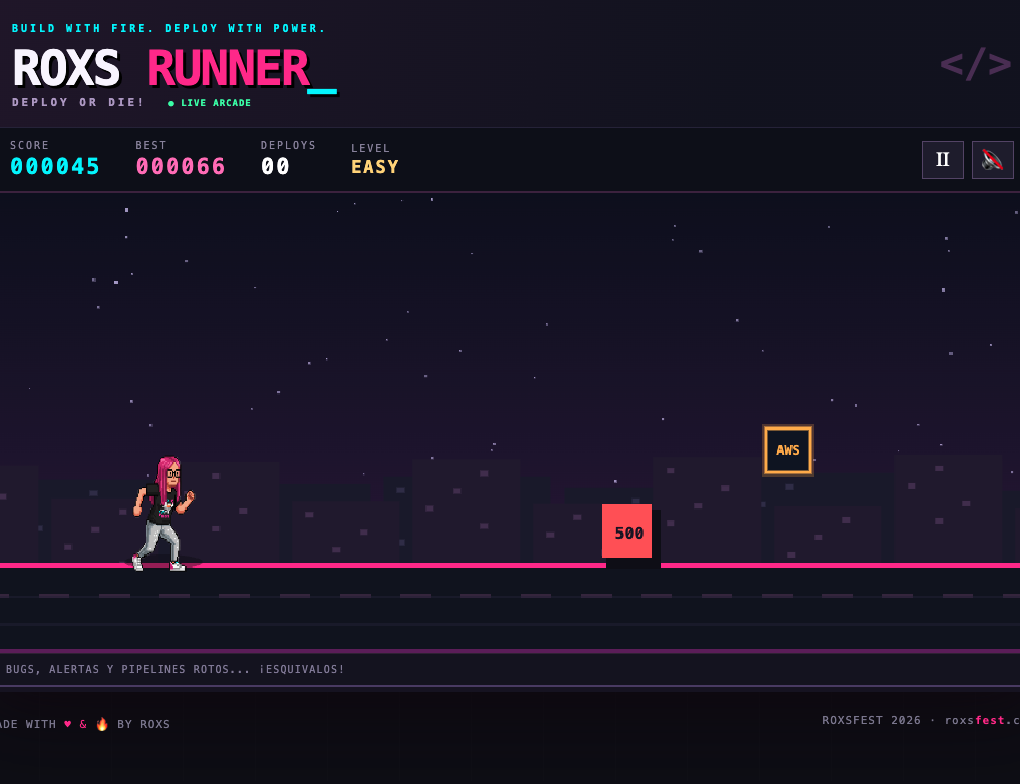 BUILD WITH FIRE. DEPLOY WITH POWER.
</>
ROXS RUNNER_
DEPLOY OR DIE! ● LIVE ARCADE
SCORE BEST DEPLOYS LEVEL
000045 000066 00 EASY
II
AWS
500
BUGS, ALERTAS Y PIPELINES ROTOS... ¡ESQUIVALOS!
ADE WITH ♥ & 🔥 BY ROXS
ROXSFEST 2026 · roxsfest.c